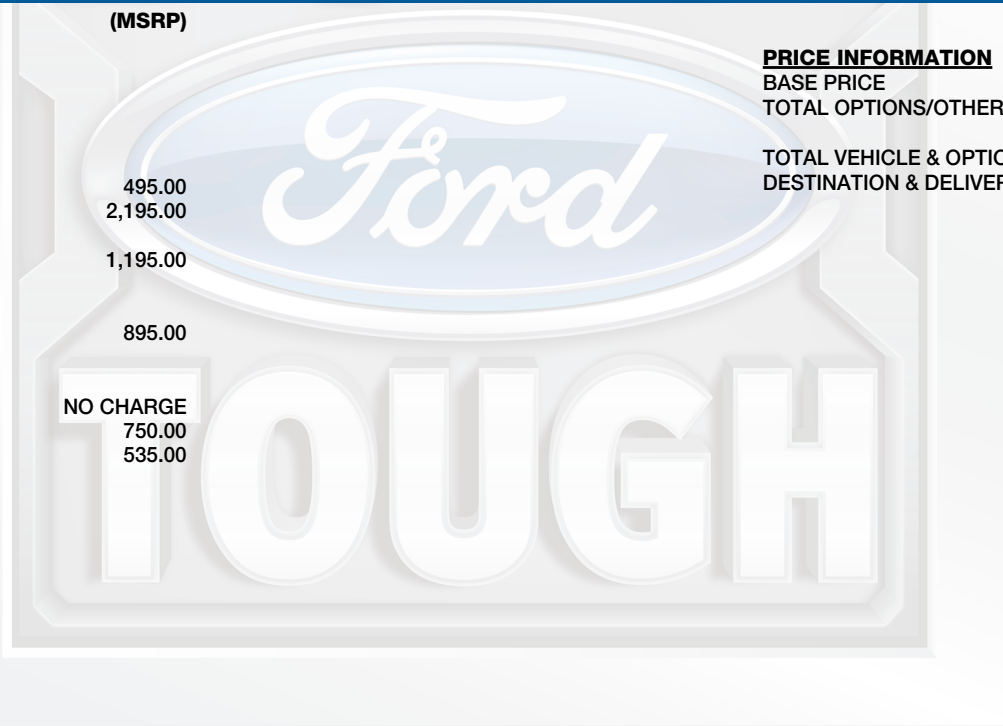 (MSRP)
495.00
2,195.00
1,195.00
895.00
NO CHARGE
750.00
535.00
PRICE INFORMATION
BASE PRICE
TOTAL OPTIONS/OTHER
TOTAL VEHICLE & OPTIO
DESTINATION & DELIVER
Ford
TOUGH